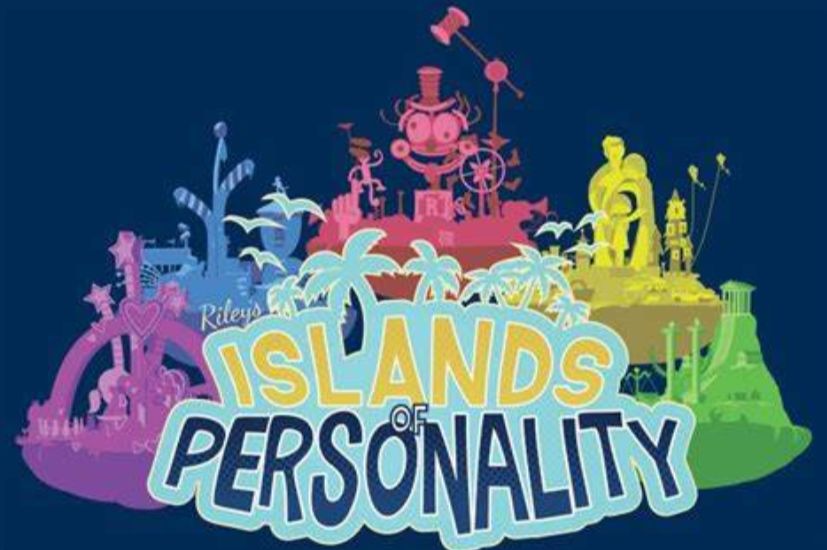 Riley's
ISLANDS
OF
PERSONALITY